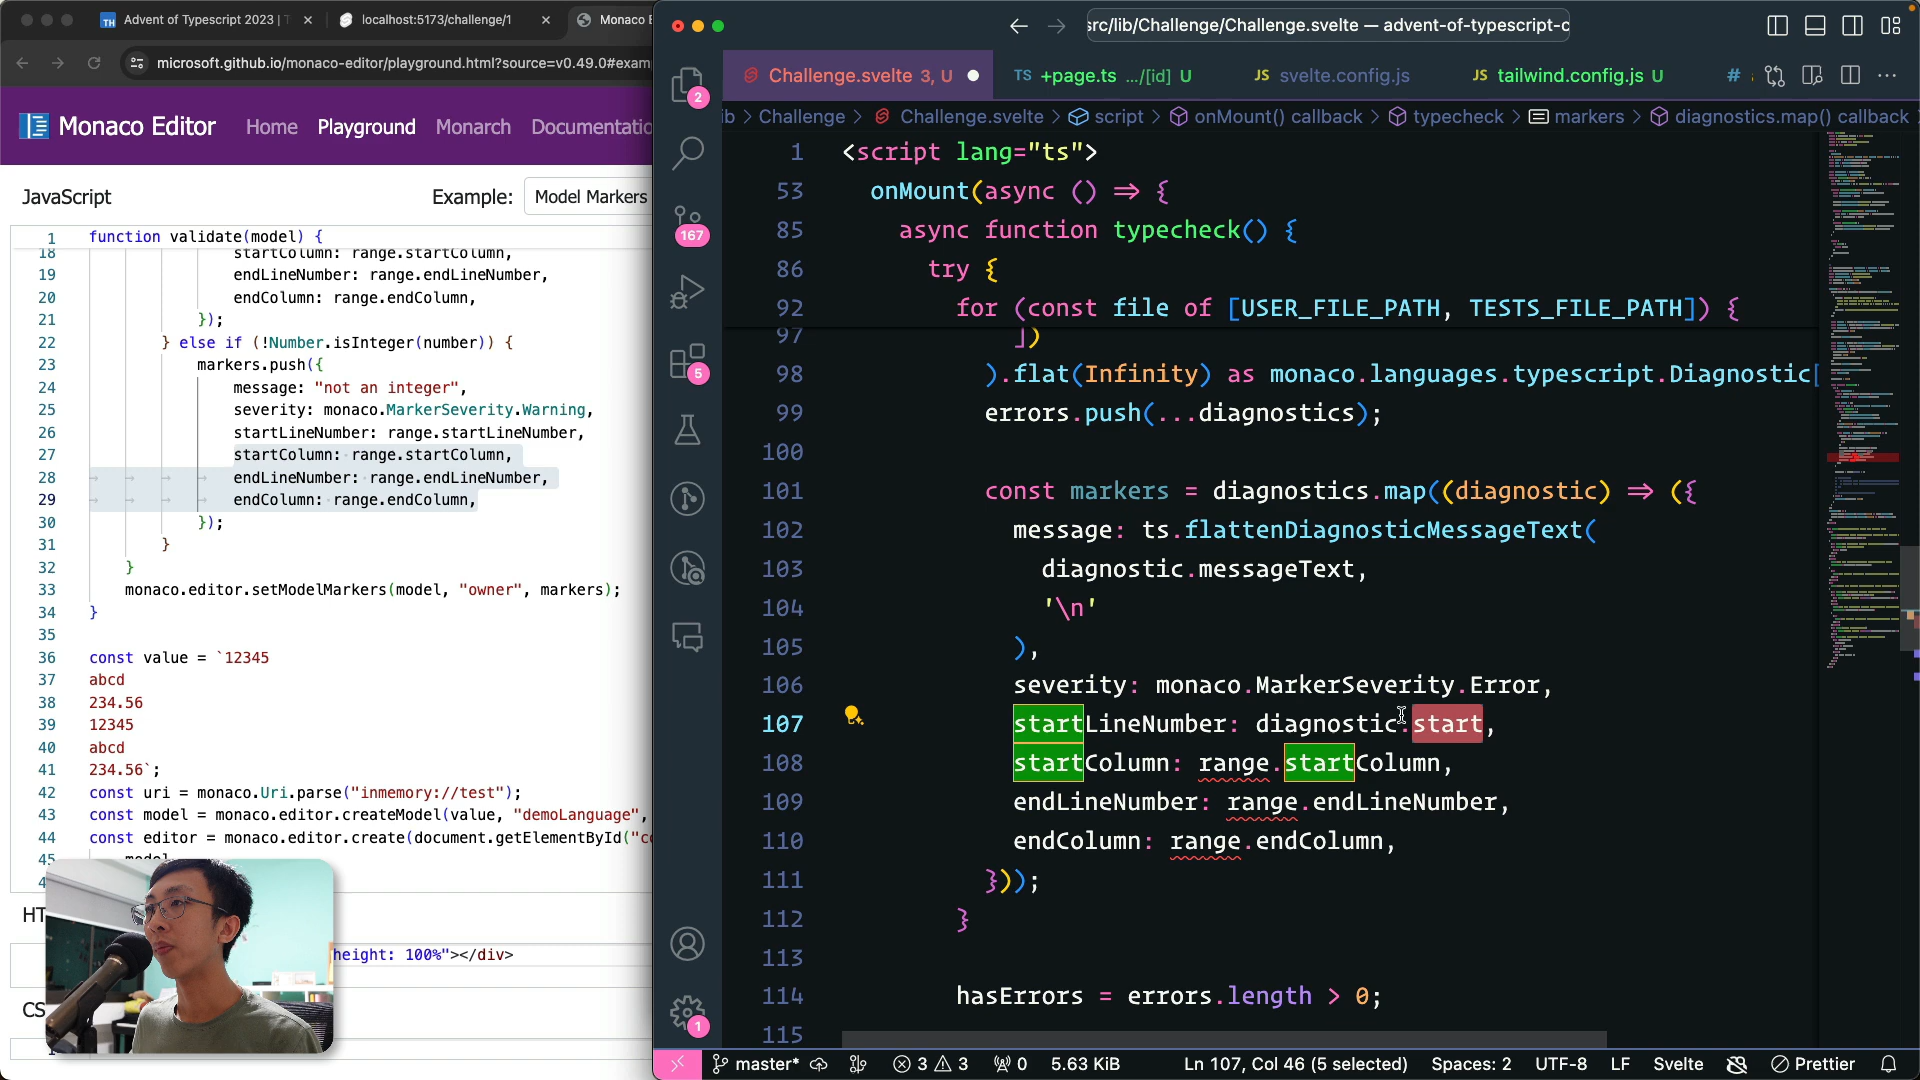 Advent of Typescript 2023 | T
localhost:5173/challenge/1
Monaco E
microsoft.github.io/monaco-editor/playground.html?source=v0.49.0#exam
Monaco Editor
Home
Playground
Monarch
Documentatio
JavaScript
Example:
Model Markers
1 function validate(model) {
18 startColumn: range.startColumn,
19 endLineNumber: range.endLineNumber,
20 endColumn: range.endColumn,
21 });
22 } else if (!Number.isInteger(number)) {
23 markers.push({
24 message: "not an integer",
25 severity: monaco.MarkerSeverity.Warning,
26 startLineNumber: range.startLineNumber,
27 startColumn: range.startColumn,
28 endLineNumber: range.endLineNumber,
29 endColumn: range.endColumn,
30 });
31 }
32 }
33 monaco.editor.setModelMarkers(model, "owner", markers);
34 }
35
36 const value = `12345
37 abcd
38 234.56
39 12345
40 abcd
41 234.56`;
42 const uri = monaco.Uri.parse("inmemory://test");
43 const model = monaco.editor.createModel(value, "demoLanguage",
44 const editor = monaco.editor.create(document.getElementById("c
45 model
4
HT
height: 100%"></div>
CS
src/lib/Challenge/Challenge.svelte — advent-of-typescript-c
Challenge.svelte 3, U
TS +page.ts .../[id] U
JS svelte.config.js
JS tailwind.config.js U
#
ib > Challenge > Challenge.svelte > script > onMount() callback > typecheck > markers > diagnostics.map() callback
2
167
5
1
1 <script lang="ts">
53 onMount(async () => {
85 async function typecheck() {
86 try {
92 for (const file of [USER_FILE_PATH, TESTS_FILE_PATH]) {
97 ])
98 ).flat(Infinity) as monaco.languages.typescript.Diagnostic[
99 errors.push(...diagnostics);
100
101 const markers = diagnostics.map((diagnostic) => ({
102 message: ts.flattenDiagnosticMessageText(
103 diagnostic.messageText,
104 '\n'
105 ),
106 severity: monaco.MarkerSeverity.Error,
107 startLineNumber: diagnostic.start,
108 startColumn: range.startColumn,
109 endLineNumber: range.endLineNumber,
110 endColumn: range.endColumn,
111 }));
112 }
113
114 hasErrors = errors.length > 0;
115
master*
3
3
0
5.63 KiB
Ln 107, Col 46 (5 selected)
Spaces: 2
UTF-8
LF
Svelte
Prettier